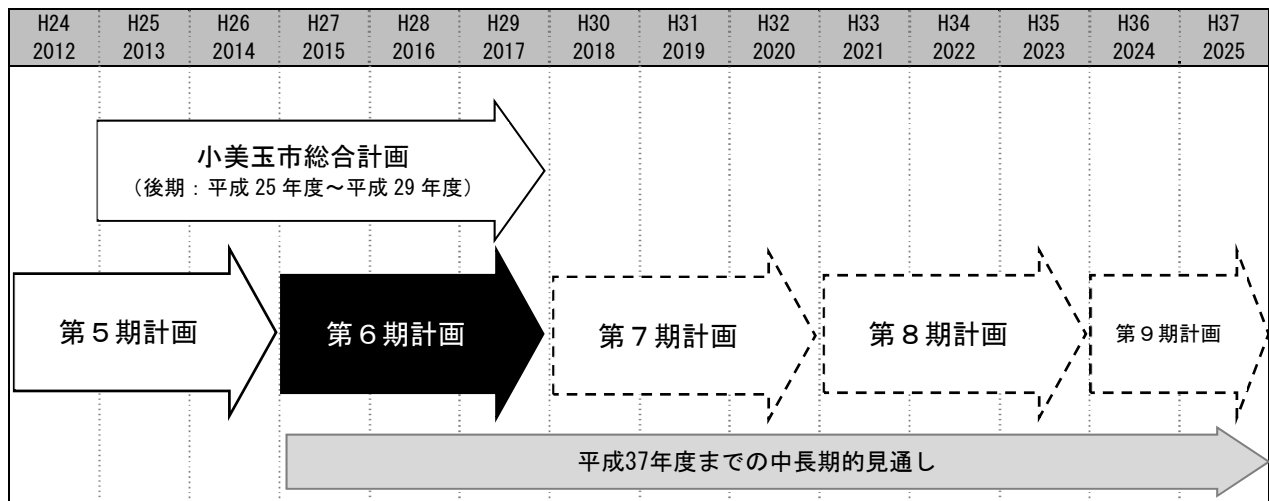 H24 H25 H26 H27 H28 H29 H30 H31 H32 H33 H34 H35 H36 H37
2012 2013 2014 2015 2016 2017 2018 2019 2020 2021 2022 2023 2024 2025
小美玉市総合計画
（後期：平成 25 年度～平成 29 年度）
第５期計画 第６期計画 第７期計画 第８期計画 第９期計画
平成37年度までの中長期的見通し